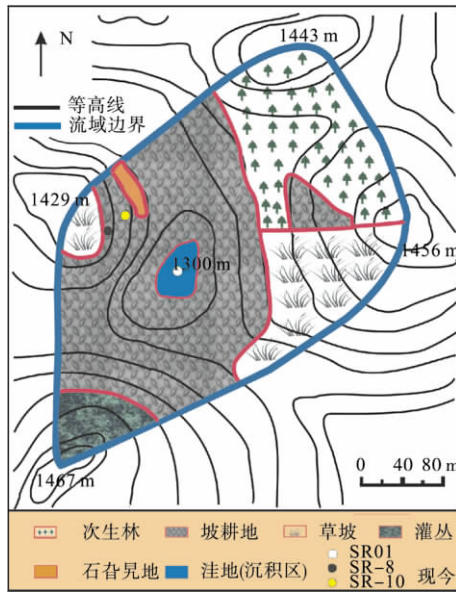 1443 m
N
等高线
流域边界
1429 m
1456 m
1300 m
1467 m
0 40 80 m
次生林 坡耕地 草坡 灌丛
石旮旯地 洼地(沉积区)
SR01
SR-8
SR-10
现今